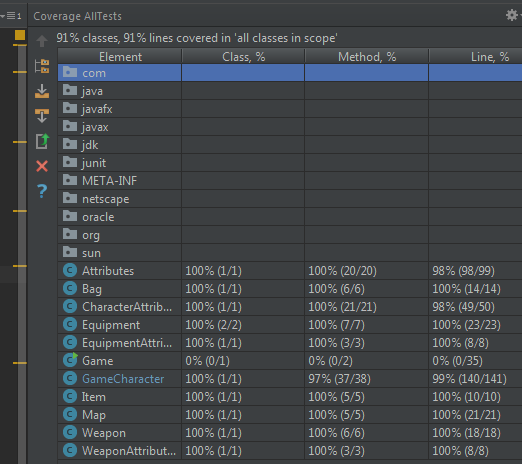 1
Coverage AllTests
91% classes, 91% lines covered in 'all classes in scope'
Element Class, % Method, % Line, %
com
java
javafx
javax
jdk
junit
META-INF
netscape
oracle
org
sun
Attributes 100% (1/1) 100% (20/20) 98% (98/99)
Bag 100% (1/1) 100% (6/6) 100% (14/14)
CharacterAttrib... 100% (1/1) 100% (21/21) 98% (49/50)
Equipment 100% (2/2) 100% (7/7) 100% (23/23)
EquipmentAttri... 100% (1/1) 100% (3/3) 100% (8/8)
Game 0% (0/1) 0% (0/2) 0% (0/35)
GameCharacter 100% (1/1) 97% (37/38) 99% (140/141)
Item 100% (1/1) 100% (5/5) 100% (10/10)
Map 100% (1/1) 100% (5/5) 100% (21/21)
Weapon 100% (1/1) 100% (6/6) 100% (18/18)
WeaponAttribut... 100% (1/1) 100% (3/3) 100% (8/8)